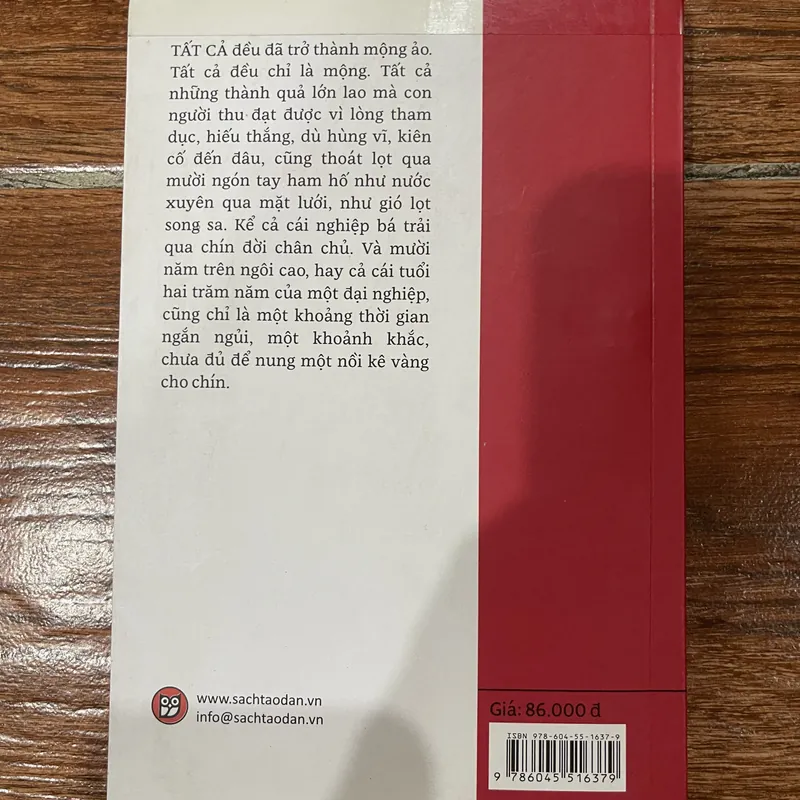 TẤT CẢ đều đã trở thành mộng ảo.
Tất cả đều chỉ là mộng. Tất cả
những thành quả lớn lao mà con
người thu đạt được vì lòng tham
dục, hiếu thắng, dù hùng vĩ, kiên
cố đến đâu, cũng thoát lọt qua
mười ngón tay ham hố như nước
xuyên qua mặt lưới, như gió lọt
song sa. Kể cả cái nghiệp bá trải
qua chín đời chân chủ. Và mười
năm trên ngôi cao, hay cả cái tuổi
hai trăm năm của một đại nghiệp,
cũng chỉ là một khoảng thời gian
ngắn ngủi, một khoảnh khắc,
chưa đủ để nung một nồi kê vàng
cho chín.
www.sachtaodan.vn
info@sachtaodan.vn
Giá: 86.000 đ
ISBN 978-604-55-1637-9
9 786045 516379